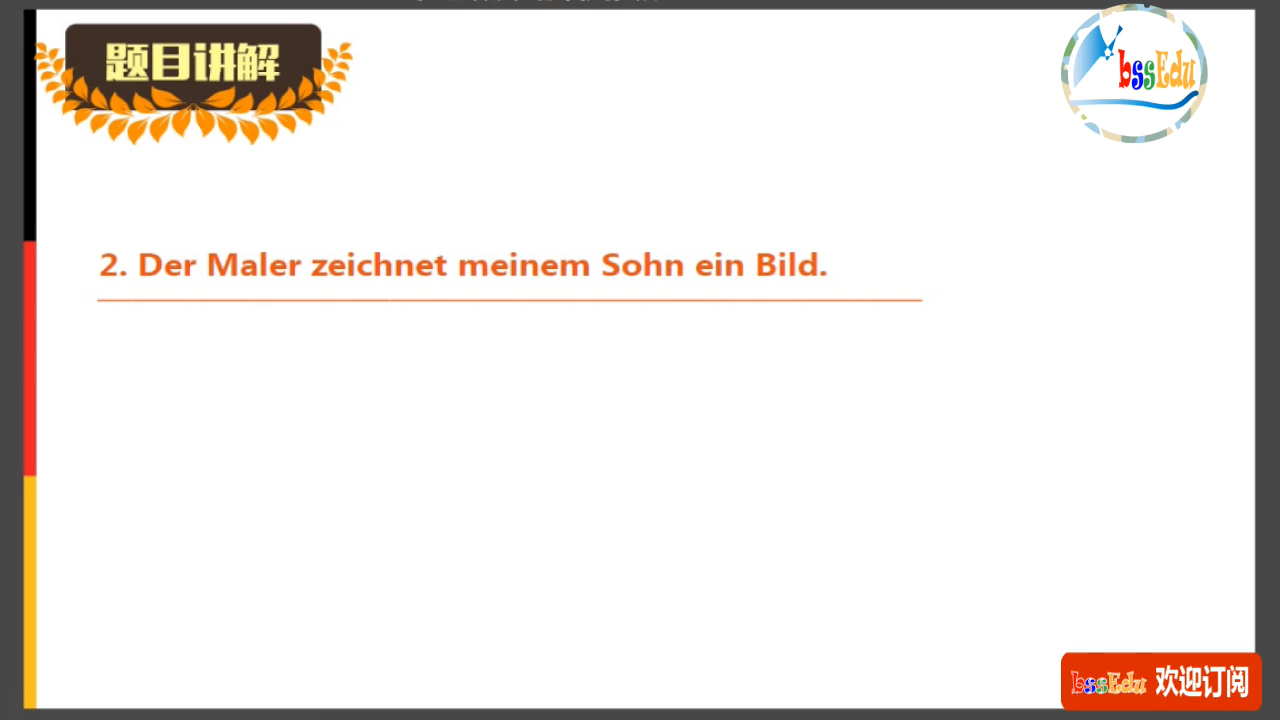 题目讲解
bssEdu
2. Der Maler zeichnet meinem Sohn ein Bild.
bssEdu 欢迎订阅